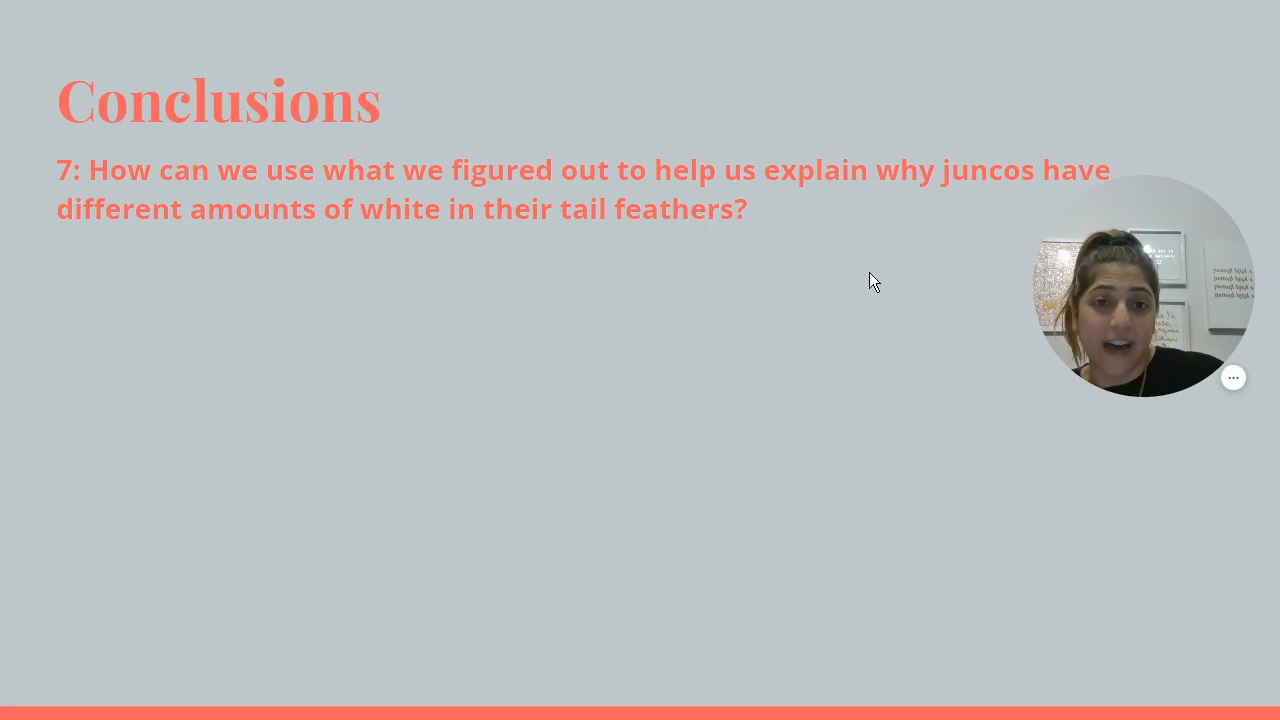 Conclusions
7: How can we use what we figured out to help us explain why juncos have
different amounts of white in their tail feathers?